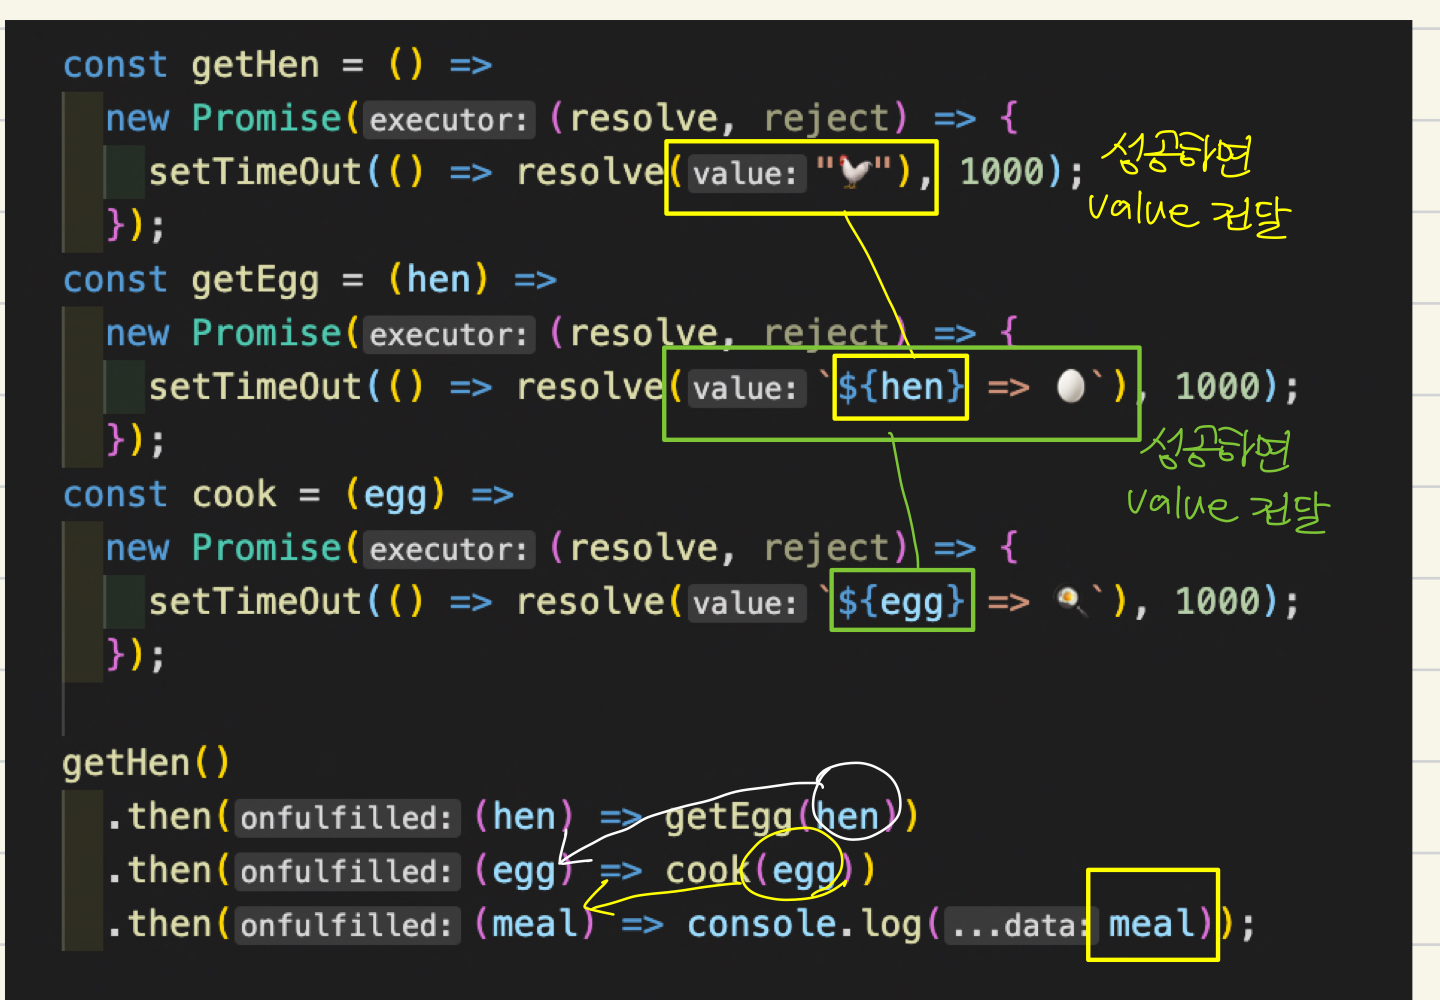 const getHen = () =>
new Promise(executor: (resolve, reject) => {
setTimeOut(() => resolve(value: "🐓"), 1000);
});
성공하면
value 전달
const getEgg = (hen) =>
new Promise(executor: (resolve, reject) => {
setTimeOut(() => resolve(value: `${hen} => 🥚`), 1000);
});
성공하면
value 전달
const cook = (egg) =>
new Promise(executor: (resolve, reject) => {
setTimeOut(() => resolve(value: `${egg} => 🍳`), 1000);
});
getHen()
.then(onfulfilled: (hen) => getEgg(hen))
.then(onfulfilled: (egg) => cook(egg))
.then(onfulfilled: (meal) => console.log(...data: meal));